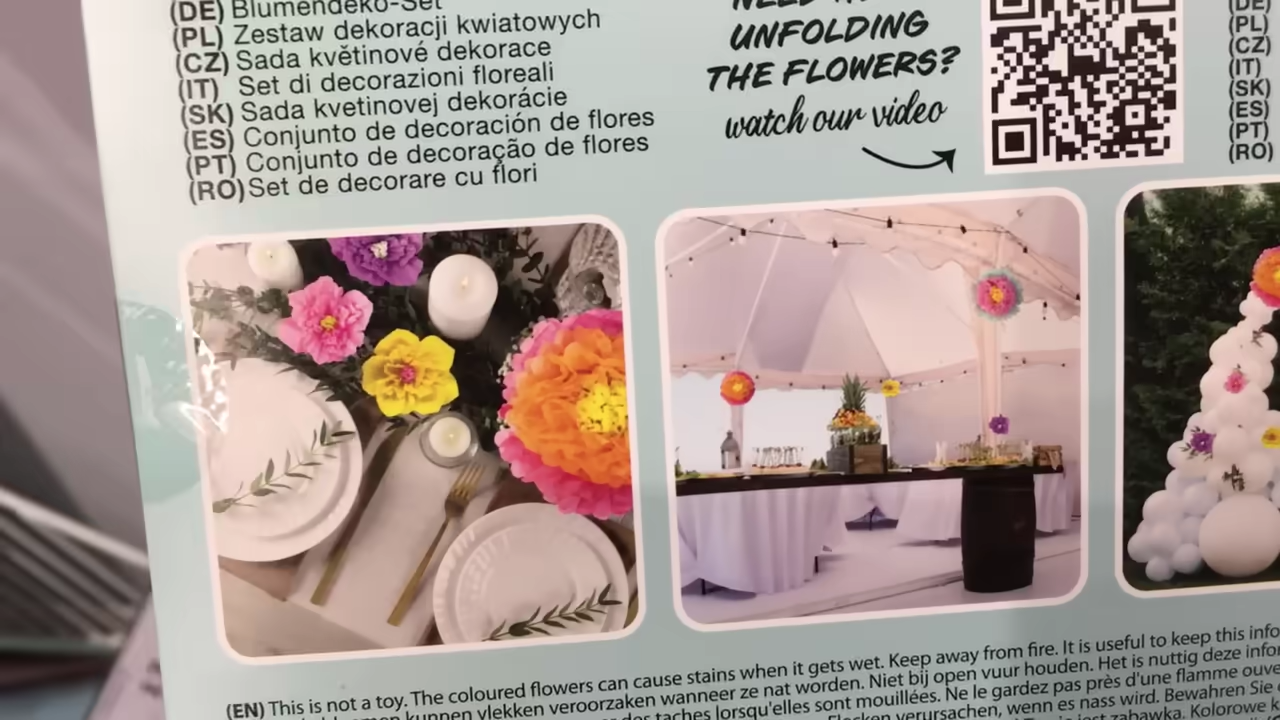 (DE) Blumendeko-Set
(PL) Zestaw dekoracji kwiatowych
(CZ) Sada květinové dekorace
(IT) Set di decorazioni floreali
(SK) Sada kvetinovej dekorácie
(ES) Conjunto de decoración de flores
(PT) Conjunto de decoração de flores
(RO) Set de decorare cu flori
UNFOLDING
THE FLOWERS?
watch our video
(DE)
(PL)
(CZ)
(IT)
(SK)
(ES)
(PT)
(RO)
(EN) This is not a toy. The coloured flowers can cause stains when it gets wet. Keep away from fire. It is useful to keep this info
kunnen vlekken veroorzaken wanneer ze nat worden. Niet bij open vuur houden. Het is nuttig deze infor
des taches lorsqu'elles sont mouillées. Ne le gardez pas près d'une flamme ouve
Flecken verursachen, wenn es nass wird. Bewahren Sie
zabawka. Kolorowe k